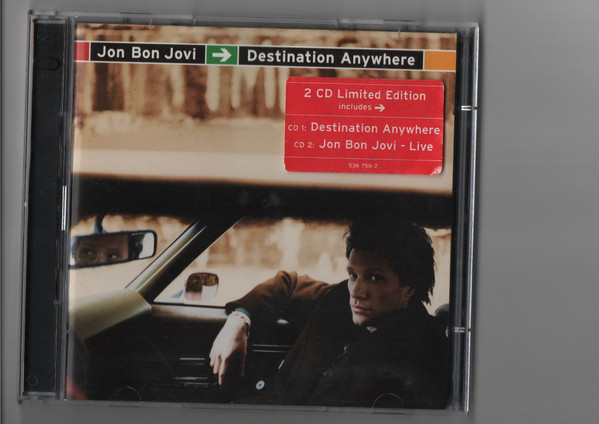 Jon Bon Jovi → Destination Anywhere
2 CD Limited Edition
includes →
CD 1: Destination Anywhere
CD 2: Jon Bon Jovi - Live
536 750-2